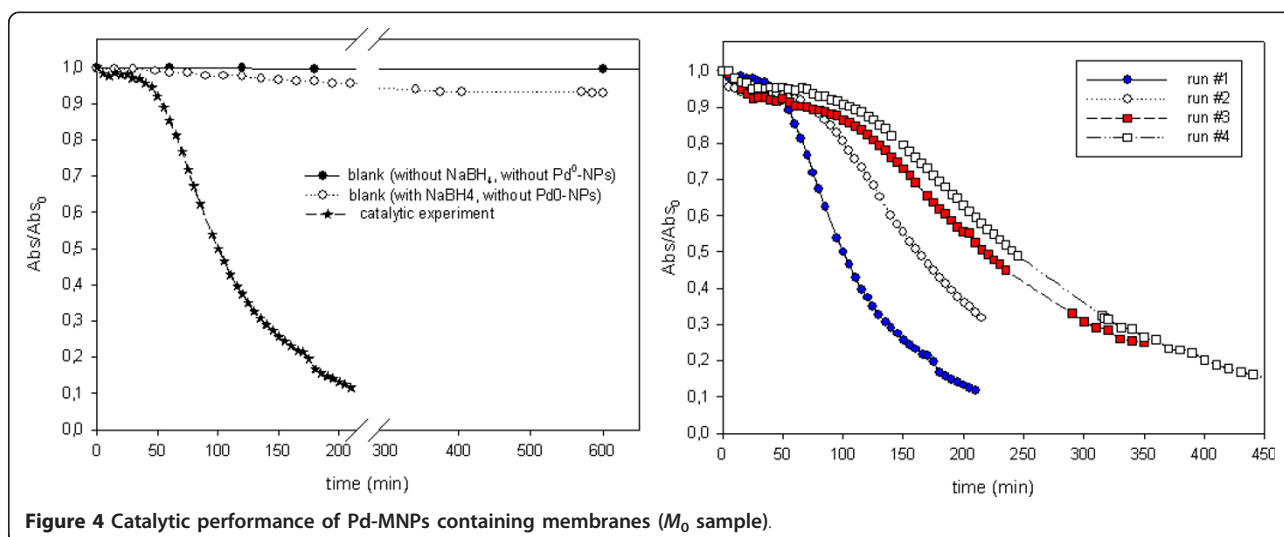 1,0
0,9
0,8
0,7
0,6
0,5
0,4
0,3
0,2
0,1
0,0
Abs/Abs0
0 50 100 150 200 300 400 500 600
time (min)
blank (without NaBH4, without Pd0-NPs)
blank (with NaBH4, without Pd0-NPs)
catalytic experiment
1,0
0,9
0,8
0,7
0,6
0,5
0,4
0,3
0,2
0,1
0,0
Abs/Abs0
0 50 100 150 200 250 300 350 400 450
time (min)
run #1
run #2
run #3
run #4
Figure 4 Catalytic performance of Pd-MNPs containing membranes (M0 sample).